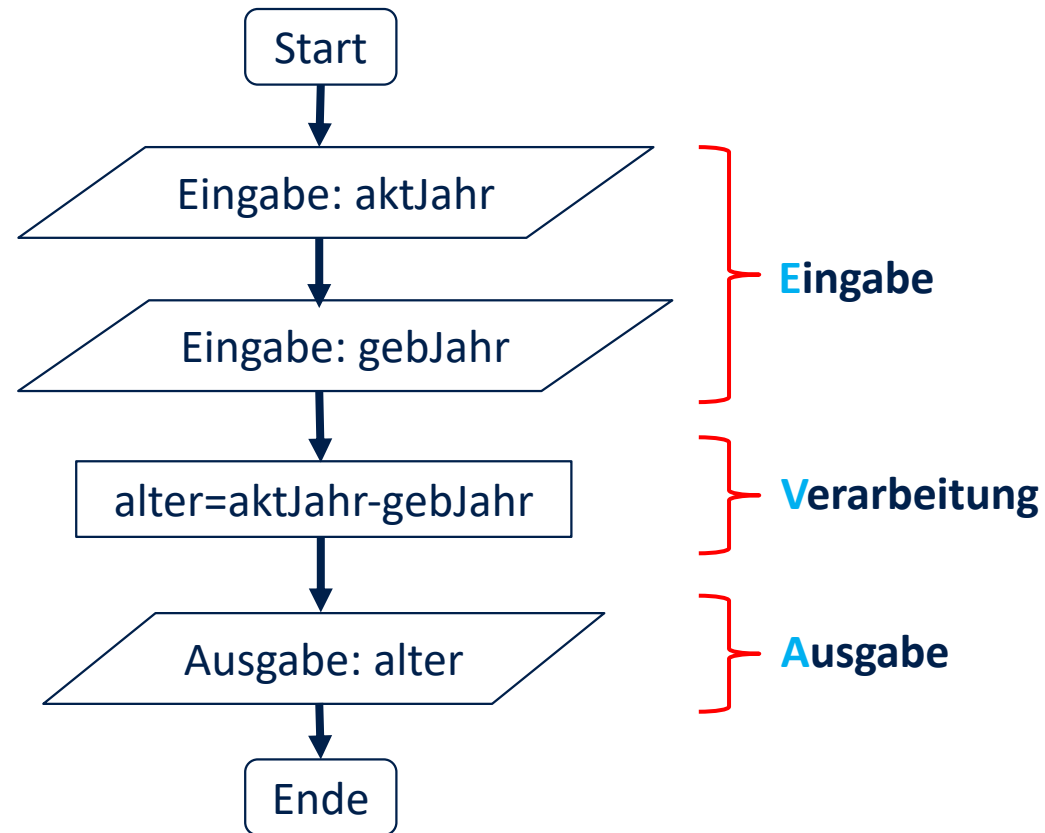 Start
Eingabe: aktJahr
Eingabe: gebJahr
Eingabe
alter=aktJahr-gebJahr
Verarbeitung
Ausgabe: alter
Ausgabe
Ende